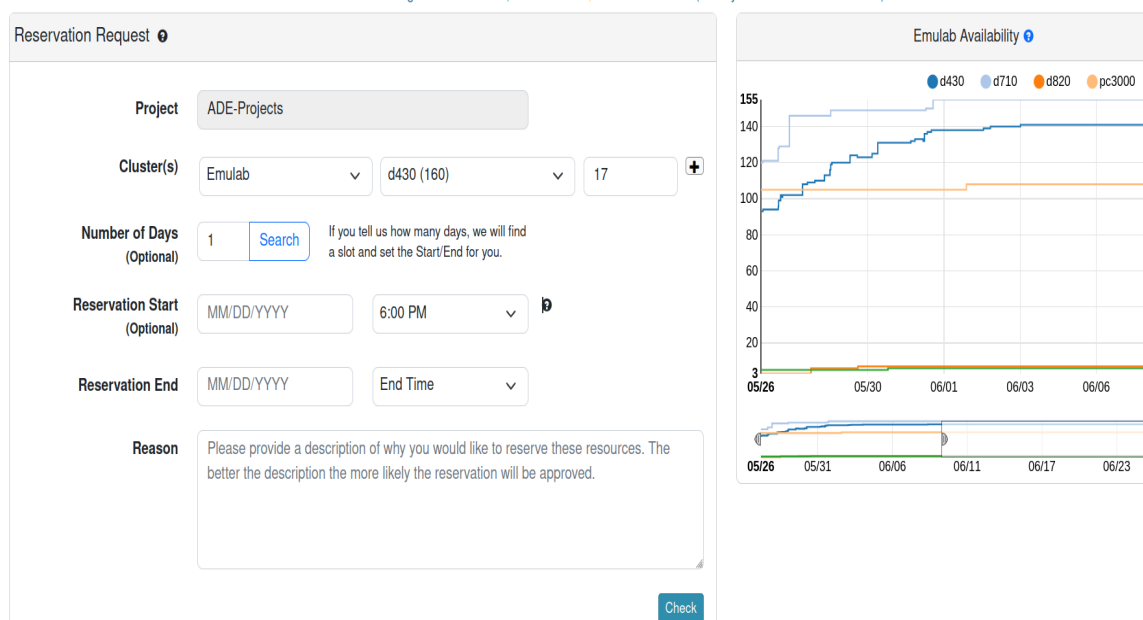 Reservation Request
Project
ADE-Projects
Cluster(s)
Emulab
d430 (160)
17
Number of Days
(Optional)
1
Search
If you tell us how many days, we will find
a slot and set the Start/End for you.
Reservation Start
(Optional)
MM/DD/YYYY
6:00 PM
Reservation End
MM/DD/YYYY
End Time
Reason
Please provide a description of why you would like to reserve these resources. The
better the description the more likely the reservation will be approved.
Check
Emulab Availability
d430 d710 d820 pc3000
155
140
120
100
80
60
40
20
3
05/26 05/30 06/01 06/03 06/06
05/26 05/31 06/06 06/11 06/17 06/23